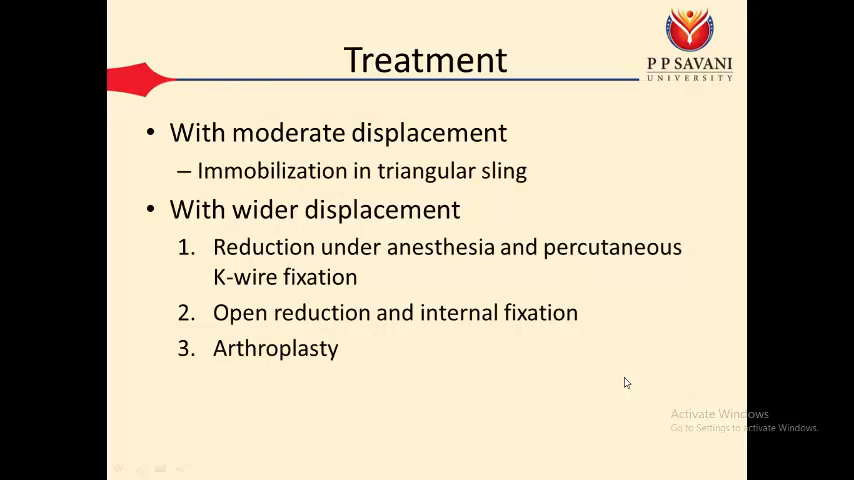 Treatment
P P SAVANI
UNIVERSITY
• With moderate displacement
– Immobilization in triangular sling
• With wider displacement
1. Reduction under anesthesia and percutaneous
K-wire fixation
2. Open reduction and internal fixation
3. Arthroplasty
Activate Windows
Go to Settings to activate Windows.